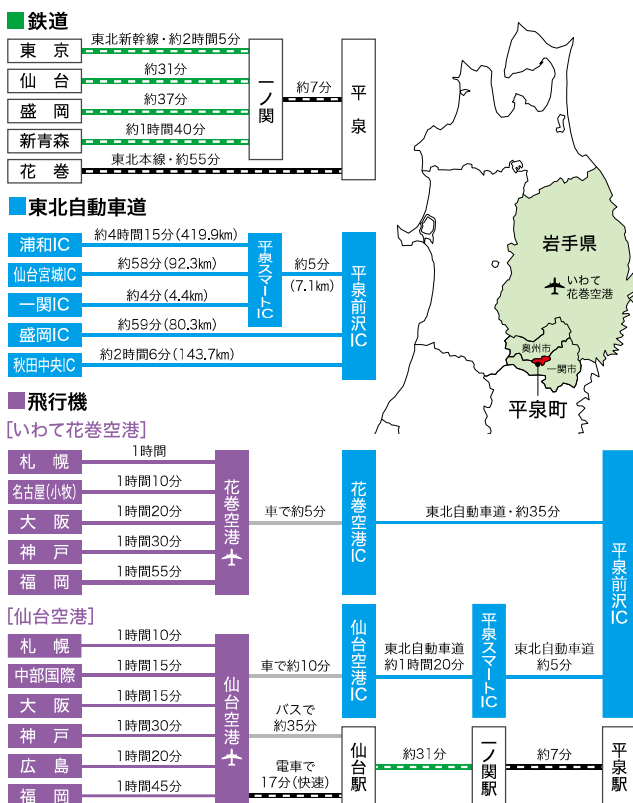 鉄道
東京
東北新幹線・約2時間5分
仙台
約31分
盛岡
約37分
新青森
約1時間40分
花巻
東北本線・約55分
一ノ関
約7分
平泉
東北自動車道
浦和IC
約4時間15分(419.9km)
仙台宮城IC
約58分(92.3km)
一関IC
約4分(4.4km)
盛岡IC
約59分(80.3km)
秋田中央IC
約2時間6分(143.7km)
平泉スマートIC
約5分
(7.1km)
平泉前沢IC
岩手県
いわて
花巻空港
奥州市
一関市
平泉町
飛行機
[いわて花巻空港]
札幌
1時間
名古屋(小牧)
1時間10分
大阪
1時間20分
神戸
1時間30分
福岡
1時間55分
花巻空港
車で約5分
花巻空港IC
東北自動車道・約35分
平泉前沢IC
[仙台空港]
札幌
1時間10分
中部国際
1時間15分
大阪
1時間15分
神戸
1時間30分
広島
1時間20分
福岡
1時間45分
仙台空港
車で約10分
仙台空港IC
東北自動車道
約1時間20分
平泉スマートIC
東北自動車道
約5分
バスで
約35分
電車で
17分(快速)
仙台駅
約31分
一ノ関駅
約7分
平泉駅